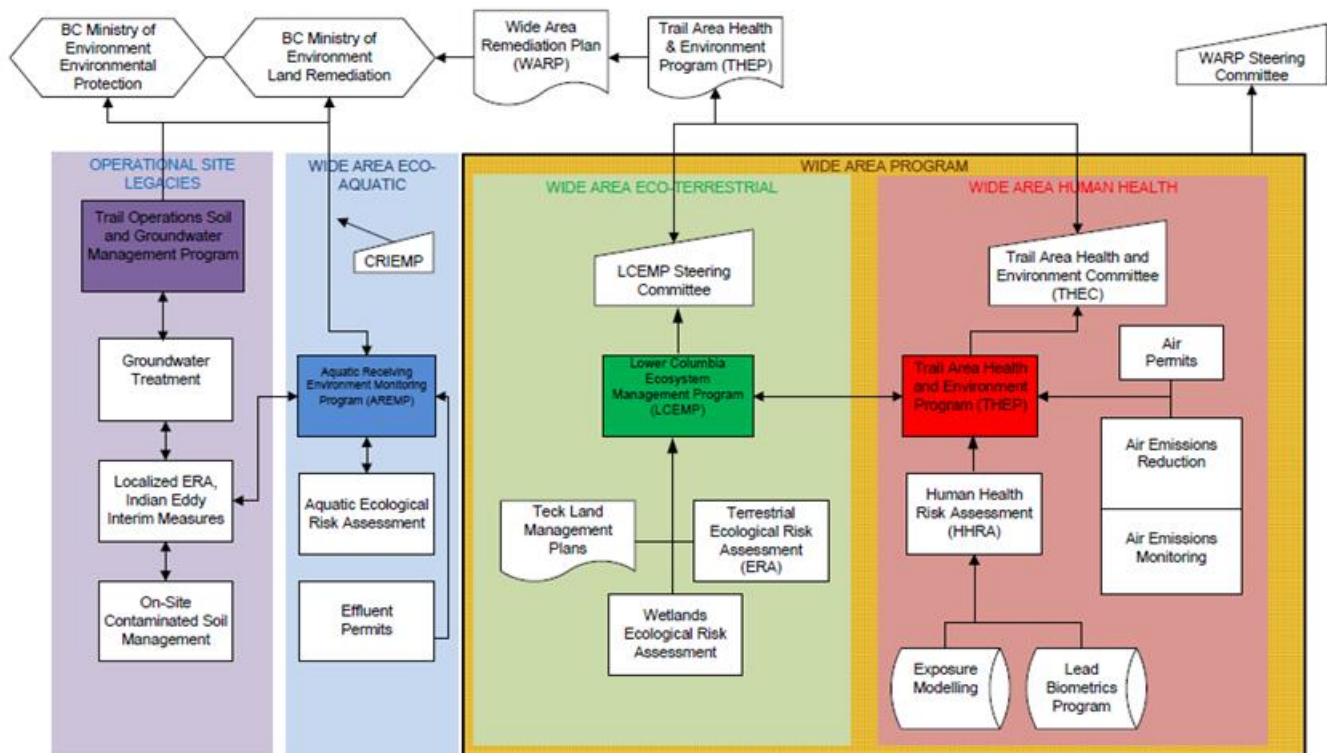 BC Ministry of
Environment
Environmental
Protection
BC Ministry of
Environment
Land Remediation
Wide Area
Remediation Plan
(WARP)
Trail Area Health
& Environment
Program (THEP)
WARP Steering
Committee
OPERATIONAL SITE
LEGACIES
WIDE AREA ECO-
AQUATIC
WIDE AREA PROGRAM
WIDE AREA ECO-TERRESTRIAL
WIDE AREA HUMAN HEALTH
Trail Operations Soil
and Groundwater
Management Program
CRIEMP
LCEMP Steering
Committee
Trail Area Health and
Environment Committee
(THEC)
Groundwater
Treatment
Aquatic Receiving
Environment Monitoring
Program (AREMP)
Lower Columbia
Ecosystem
Management Program
(LCEMP)
Trail Area Health
and Environment
Program (THEP)
Air
Permits
Localized ERA,
Indian Eddy
Interim Measures
Aquatic Ecological
Risk Assessment
Teck Land
Management
Plans
Terrestrial
Ecological Risk
Assessment
(ERA)
Human Health
Risk Assessment
(HHRA)
Air Emissions
Reduction
Air Emissions
Monitoring
On-Site
Contaminated Soil
Management
Effluent
Permits
Wetlands
Ecological Risk
Assessment
Exposure
Modelling
Lead
Biometrics
Program